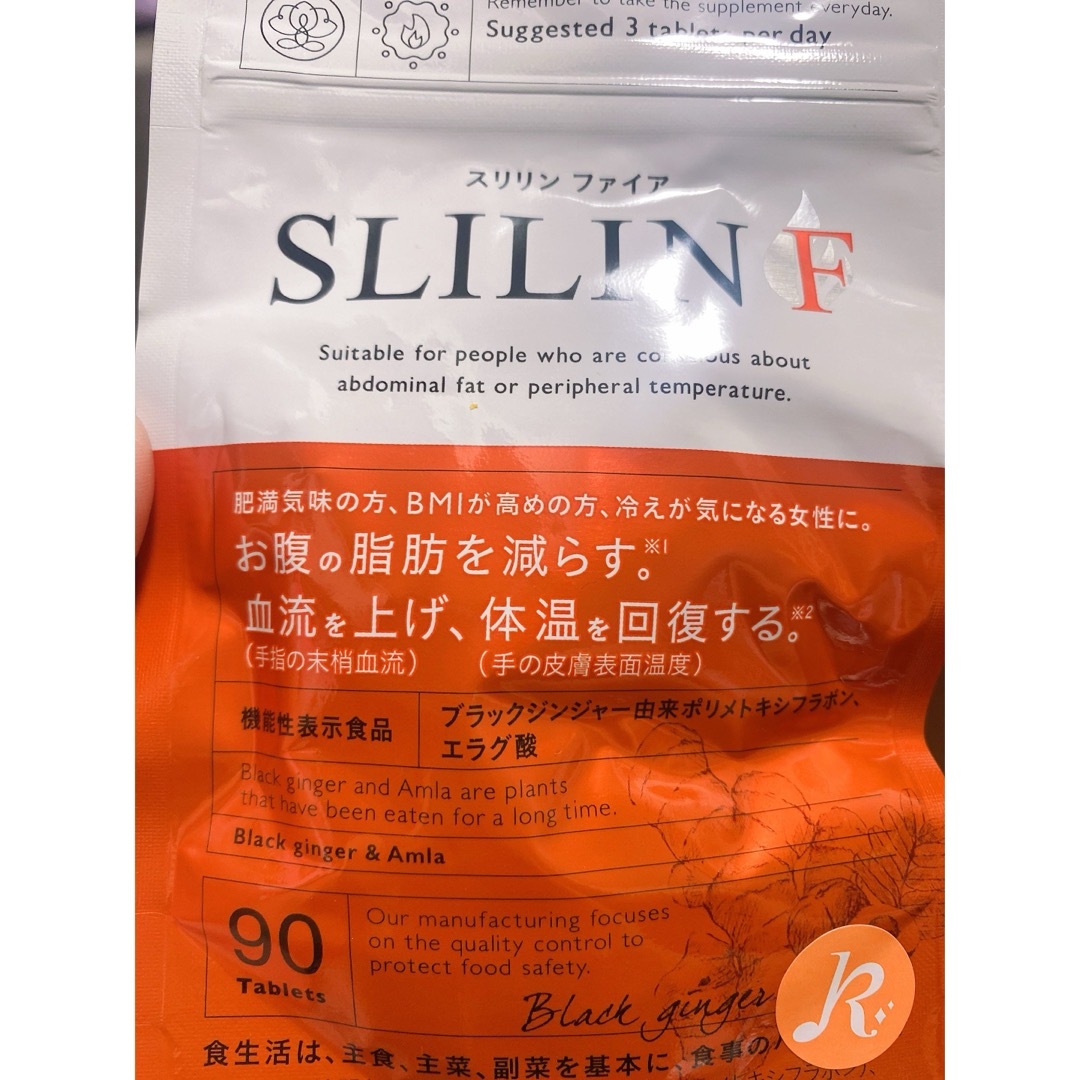 Remember to take the supplement everyday.
Suggested 3 tablets per day
スリリン ファイア
SLILIN F
Suitable for people who are about
abdominal fat or peripheral temperature.
肥満気味の方、BMIが高めの方、冷えが気になる女性に。
お腹の脂肪を減らす。※1
血流を上げ、体温を回復する。※2
(手指の末梢血流) (手の皮膚表面温度)
機能性表示食品
ブラックジンジャー由来ポリメトキシフラボン、
エラグ酸
Black ginger and Amla are plants
that have been eaten for a long time.
Black ginger & Amla
90
Tablets
Our manufacturing focuses
on the quality control to
protect food safety.
Black ginger
R
食生活は、主食、主菜、副菜を基本に、食事の